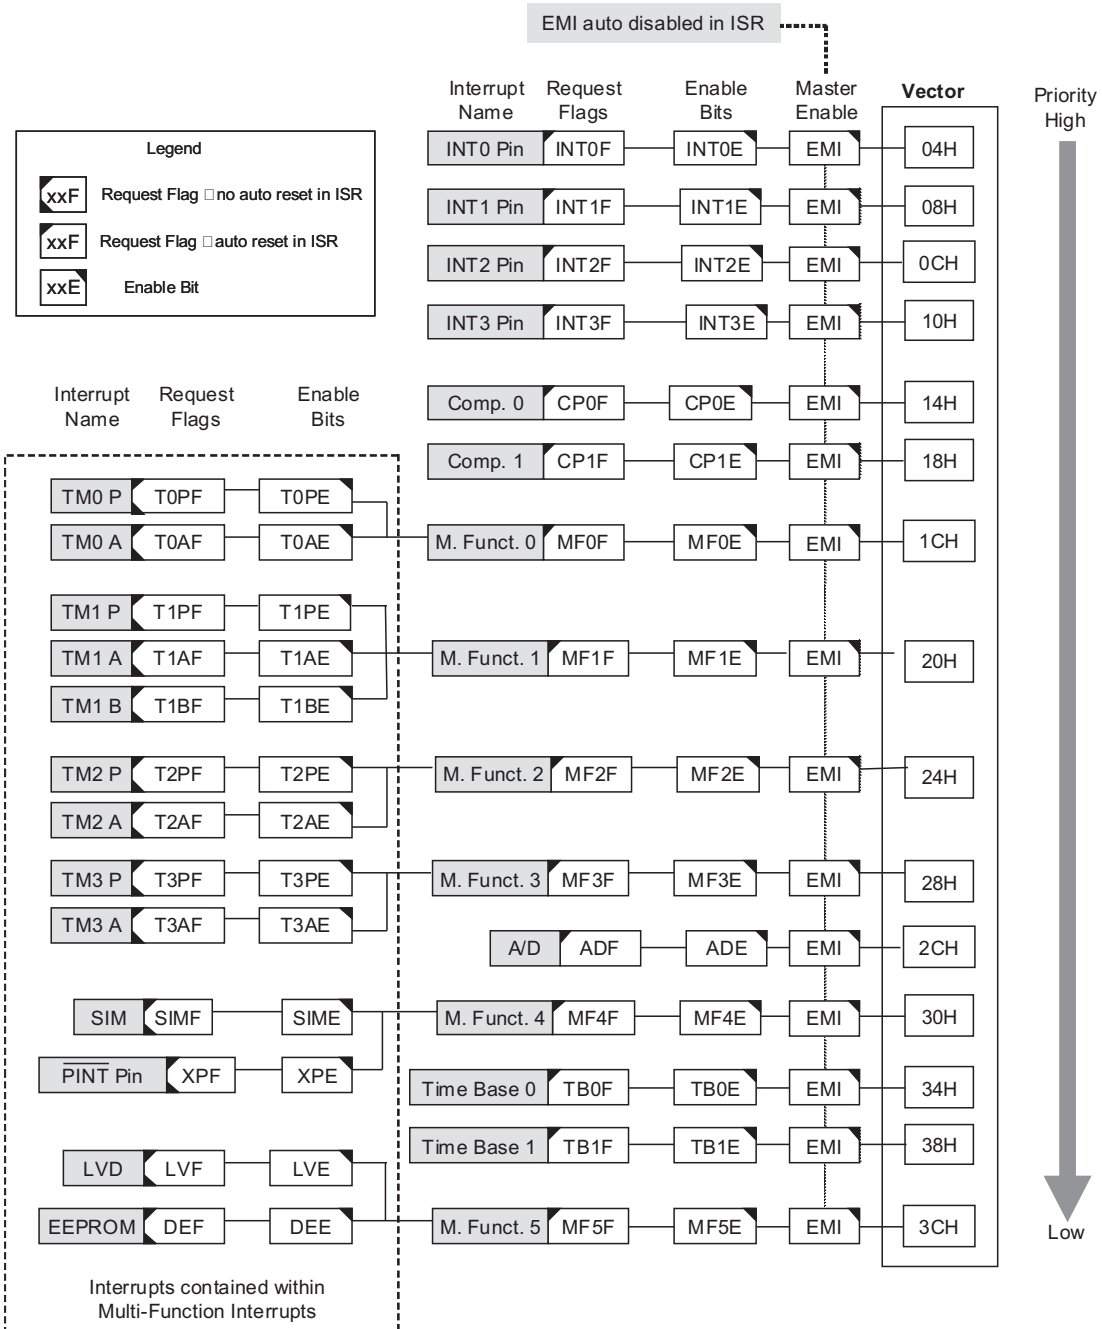 EMI auto disabled in ISR
Interrupt Name Request Flags Enable Bits Master Enable Vector Priority High
INT0 Pin INT0F INT0E EMI 04H
Legend
xxF Request Flag □ no auto reset in ISR
xxF Request Flag □ auto reset in ISR
xxE Enable Bit
INT1 Pin INT1F INT1E EMI 08H
INT2 Pin INT2F INT2E EMI 0CH
INT3 Pin INT3F INT3E EMI 10H
Interrupt Name Request Flags Enable Bits
Comp. 0 CP0F CP0E EMI 14H
Comp. 1 CP1F CP1E EMI 18H
TM0 P T0PF T0PE
TM0 A T0AF T0AE M. Funct. 0 MF0F MF0E EMI 1CH
TM1 P T1PF T1PE
TM1 A T1AF T1AE M. Funct. 1 MF1F MF1E EMI 20H
TM1 B T1BF T1BE
TM2 P T2PF T2PE M. Funct. 2 MF2F MF2E EMI 24H
TM2 A T2AF T2AE
TM3 P T3PF T3PE M. Funct. 3 MF3F MF3E EMI 28H
TM3 A T3AF T3AE
A/D ADF ADE EMI 2CH
SIM SIMF SIME M. Funct. 4 MF4F MF4E EMI 30H
PINT Pin XPF XPE
Time Base 0 TB0F TB0E EMI 34H
Time Base 1 TB1F TB1E EMI 38H
LVD LVF LVE
EEPROM DEF DEE M. Funct. 5 MF5F MF5E EMI 3CH
Low
Interrupts contained within
Multi-Function Interrupts